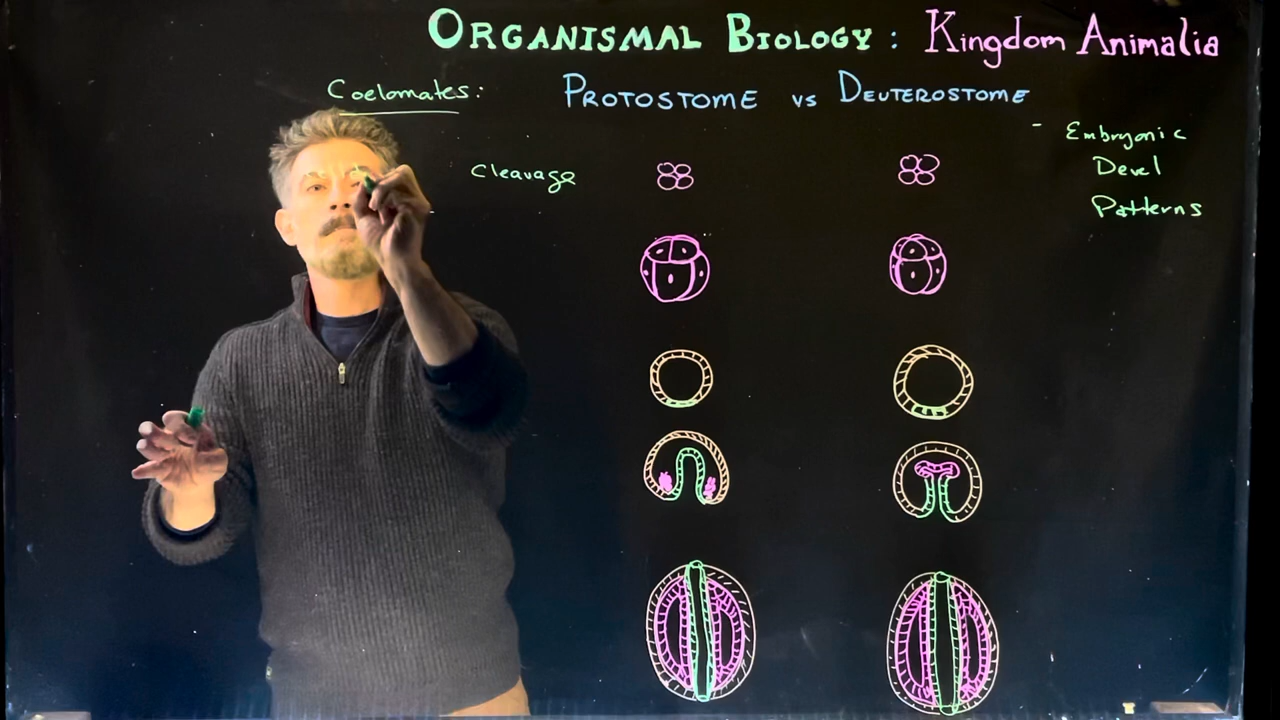 ORGANISMAL BIOLOGY: Kingdom Animalia
Coelomates: PROTOSTOME vs DEUTEROSTOME
- Embryonic
Devel
Patterns
Cleavage